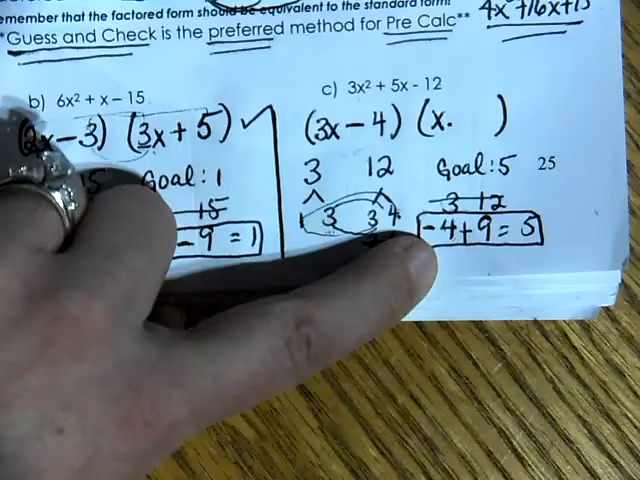 emember that the factored form should be equivalent to the standard form!
*Guess and Check is the preferred method for Pre Calc**
4x² +16x+15
b) 6x² + x – 15
(2x – 3) (3x + 5) ✓
5 Goal: 1
15
– 9 = 1
c) 3x² + 5x - 12
(3x – 4) (x. )
3 12 Goal: 5 25
3 12
1 3 3 4
-4+9 = 5